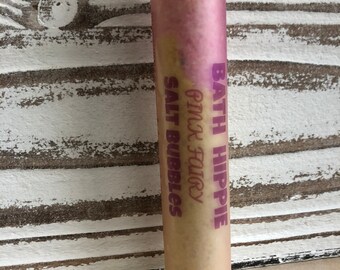 BATH HIPPIE
PINK FAIRY
SALT BUBBLES